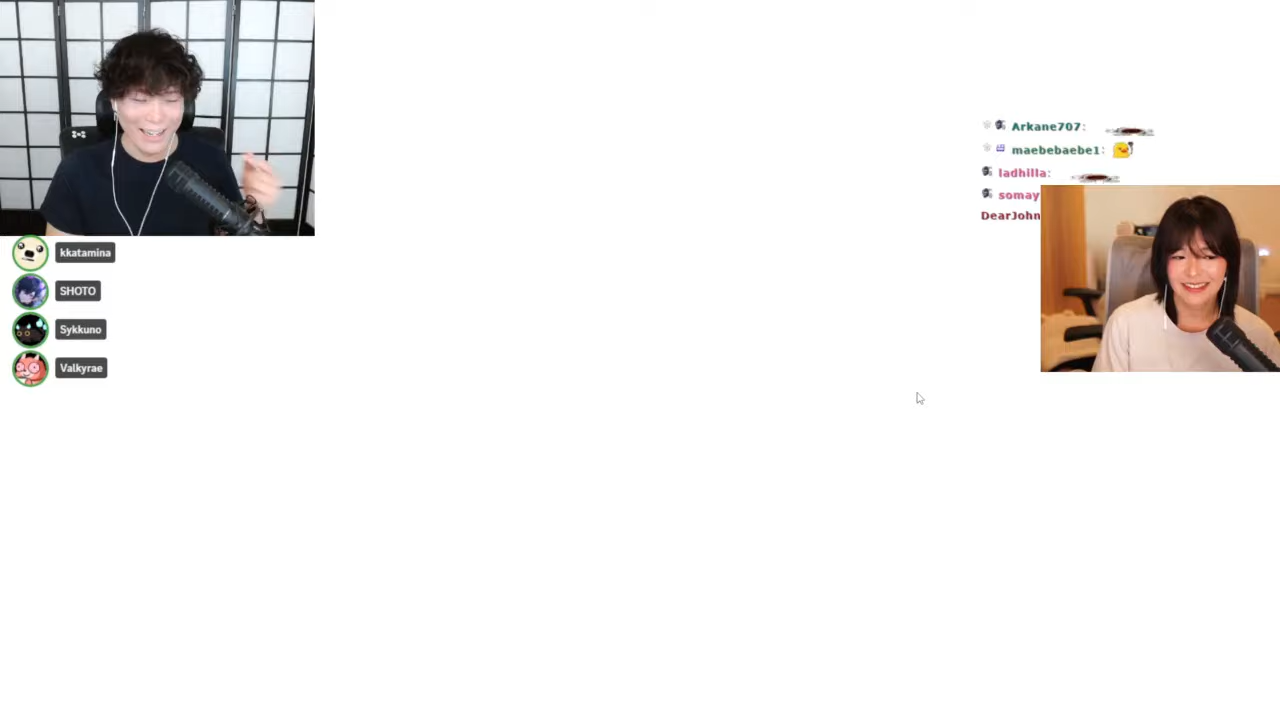 kkatamina
SHOTO
Sykkuno
Valkyrae
Arkane707:
maebebaebe1:
ladhilla:
somay
DearJohn